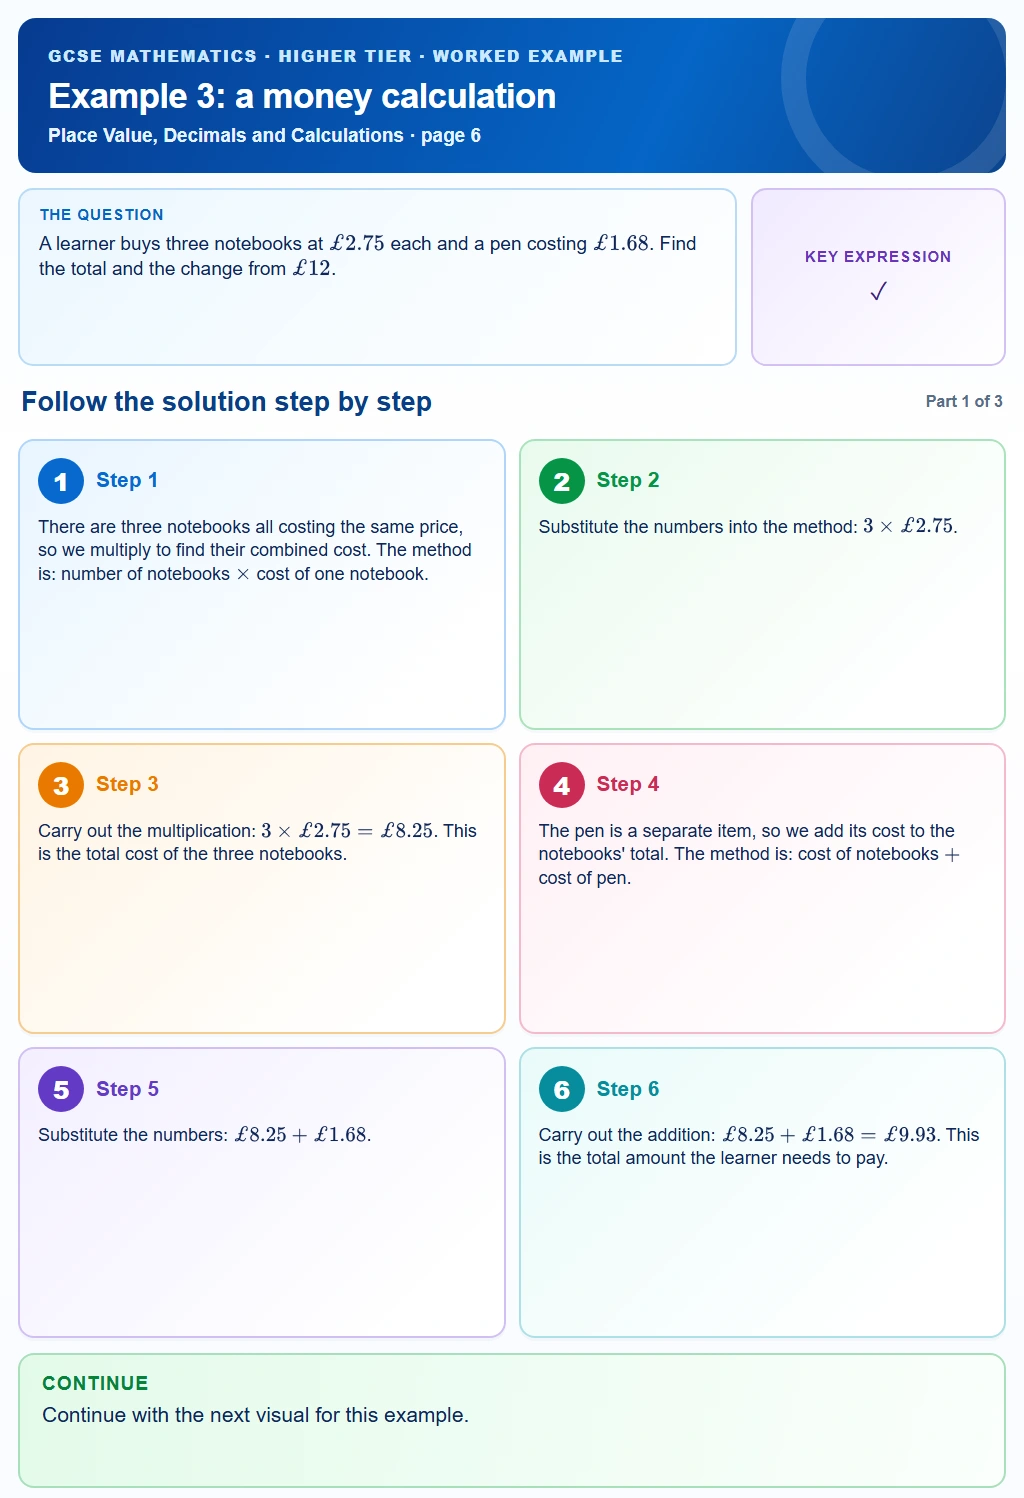 GCSE MATHEMATICS · HIGHER TIER · WORKED EXAMPLE
Example 3: a money calculation
Place Value, Decimals and Calculations · page 6
THE QUESTION
A learner buys three notebooks at £2.75 each and a pen costing £1.68. Find
the total and the change from £12.
KEY EXPRESSION
✓
Follow the solution step by step
Part 1 of 3
1 Step 1
There are three notebooks all costing the same price,
so we multiply to find their combined cost. The method
is: number of notebooks × cost of one notebook.
2 Step 2
Substitute the numbers into the method: 3 × £2.75.
3 Step 3
Carry out the multiplication: 3 × £2.75 = £8.25. This
is the total cost of the three notebooks.
4 Step 4
The pen is a separate item, so we add its cost to the
notebooks' total. The method is: cost of notebooks +
cost of pen.
5 Step 5
Substitute the numbers: £8.25 + £1.68.
6 Step 6
Carry out the addition: £8.25 + £1.68 = £9.93. This
is the total amount the learner needs to pay.
CONTINUE
Continue with the next visual for this example.